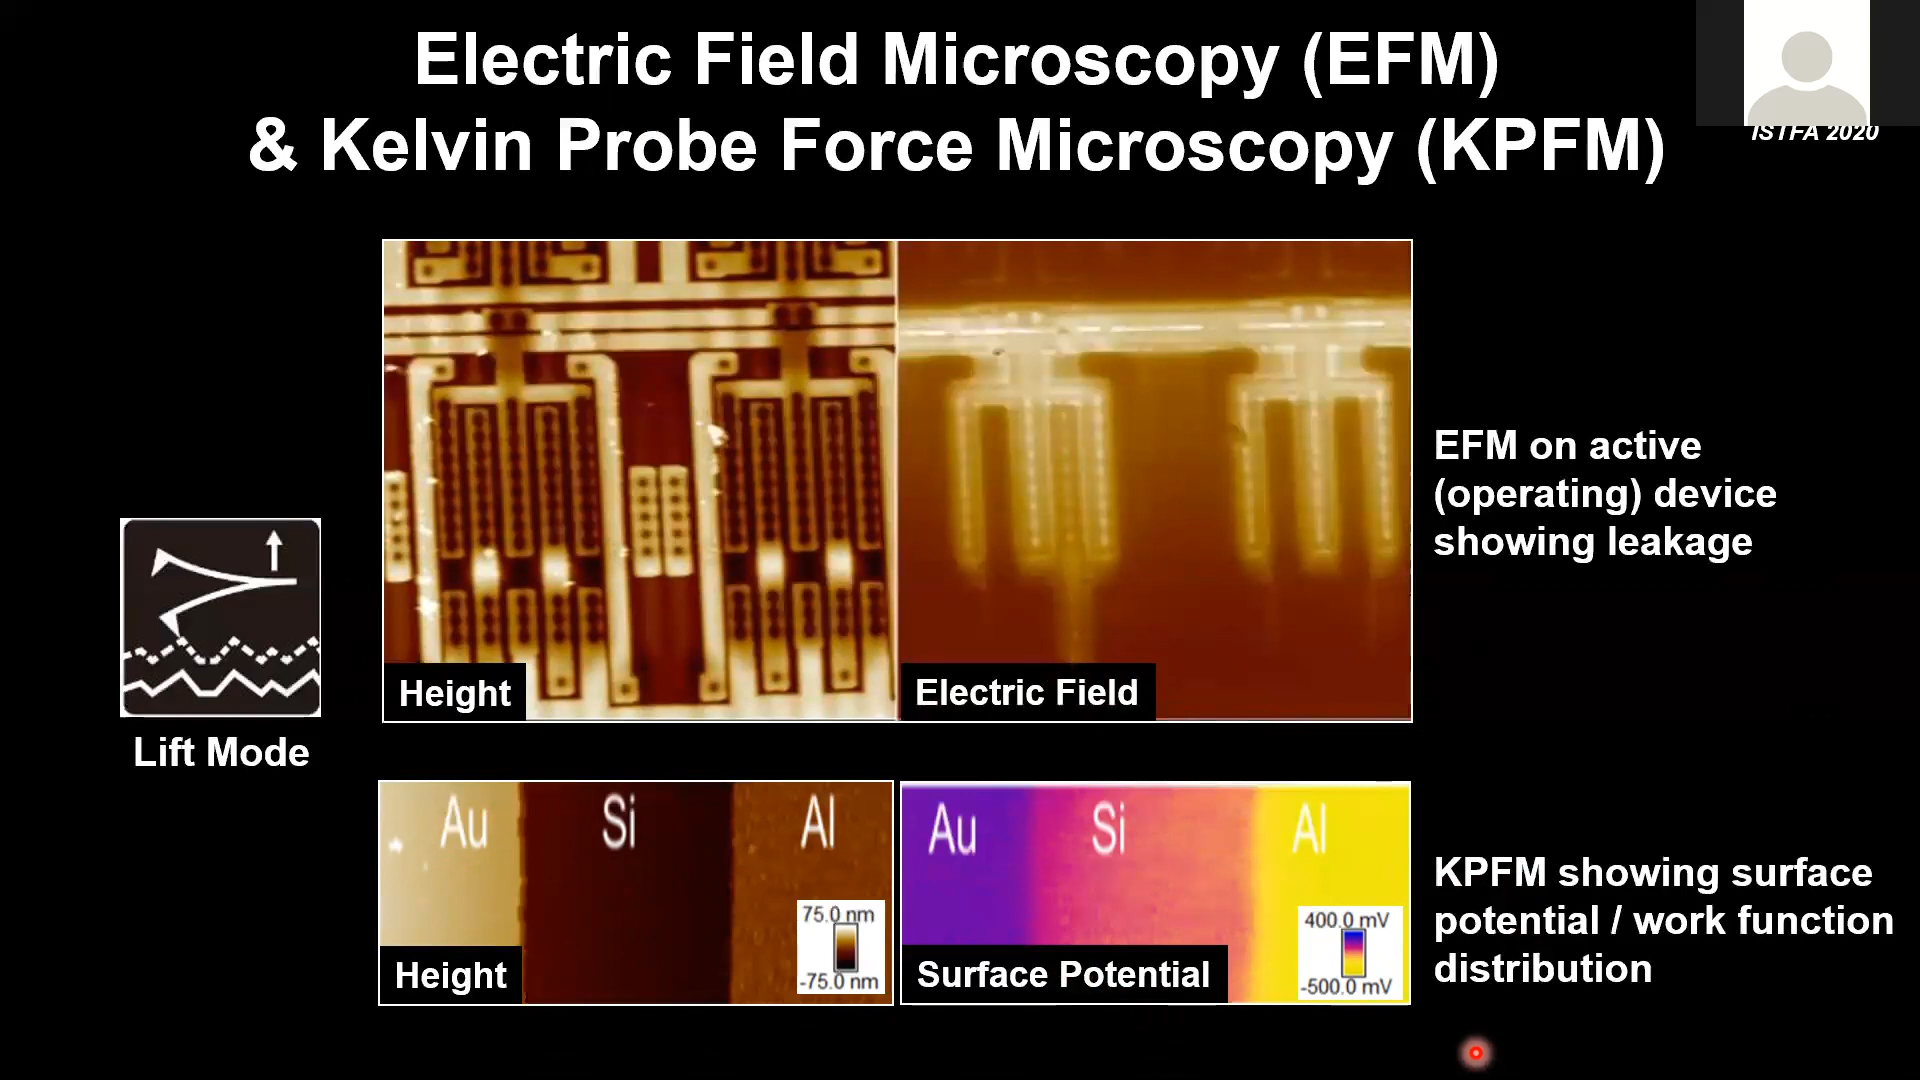 Electric Field Microscopy (EFM)
& Kelvin Probe Force Microscopy (KPFM)
ISTFA 2020
EFM on active
(operating) device
showing leakage
Height
Electric Field
Lift Mode
Au
Si
Al
75.0 nm
-75.0 nm
Height
Au
Si
Al
400.0 mV
-500.0 mV
Surface Potential
KPFM showing surface
potential / work function
distribution